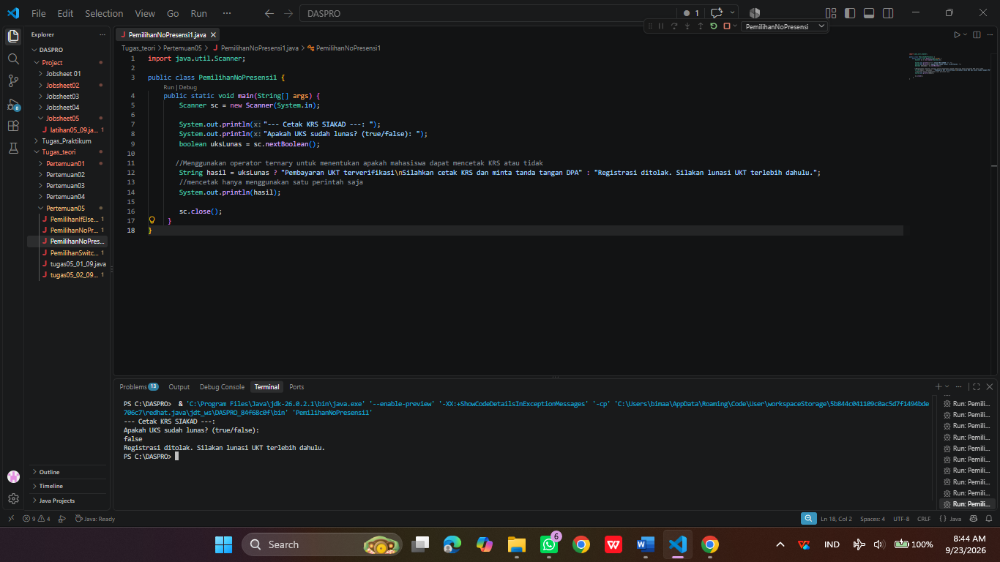 File Edit Selection View Go Run ··· DASPRO 1
PemilihanNoPresensi
Explorer ···
DASPRO
Project
Jobsheet 01
Jobsheet02
Jobsheet03
Jobsheet04
Jobsheet05
latihan05_09.ja... 1
Tugas_Praktikum
Tugas_teori
Pertemuan01
Pertemuan02
Pertemuan03
Pertemuan04
Pertemuan05
PemilihanIfElse... 1
PemilihanNoPr... 1
PemilihanNoPres...
PemilihanSwitc... 1
tugas05_01_09.java
tugas05_02_09... 1
Outline
Timeline
Java Projects
PemilihanNoPresensi1.java
Tugas_teori > Pertemuan05 > PemilihanNoPresensi1.java > PemilihanNoPresensi1
1 import java.util.Scanner;
2
3 public class PemilihanNoPresensi1 {
Run | Debug
4 public static void main(String[] args) {
5 Scanner sc = new Scanner(System.in);
6
7 System.out.println(x: "--- Cetak KRS SIAKAD ---: ");
8 System.out.println(x: "Apakah UKS sudah lunas? (true/false): ");
9 boolean uksLunas = sc.nextBoolean();
10
11 //Menggunakan operator ternary untuk menentukan apakah mahasiswa dapat mencetak KRS atau tidak
12 String hasil = uksLunas ? "Pembayaran UKT terverifikasi\nSilahkan cetak KRS dan minta tanda tangan DPA" : "Registrasi ditolak. Silakan lunasi UKT terlebih dahulu.";
13 //mencetak hanya menggunakan satu perintah saja
14 System.out.println(hasil);
15
16 sc.close();
17 }
18 }
Problems 13 Output Debug Console Terminal Ports
PS C:\DASPRO> & 'C:\Program Files\Java\jdk-26.0.2.1\bin\java.exe' '--enable-preview' '-XX:+ShowCodeDetailsInExceptionMessages' '-cp' 'C:\Users\bimaa\AppData\Roaming\Code\User\workspaceStorage\5b844c041109c0ac5d7f1494bde
706c7\redhat.java\jdt_ws\DASPRO_84f68c0f\bin' 'PemilihanNoPresensi1'
--- Cetak KRS SIAKAD ---:
Apakah UKS sudah lunas? (true/false):
false
Registrasi ditolak. Silakan lunasi UKT terlebih dahulu.
PS C:\DASPRO>
Run: Pemili...
Run: Pemili...
Run: Pemili...
Run: Pemili...
Run: Pemili...
Run: Pemili...
Run: Pemili...
Run: Pemili...
Run: Pemili...
Run: Pemili...
8
9 4 Java: Ready Ln 18, Col 2 Spaces: 4 UTF-8 CRLF {} Java
Search 6 IND 100% 8:44 AM
9/23/2026